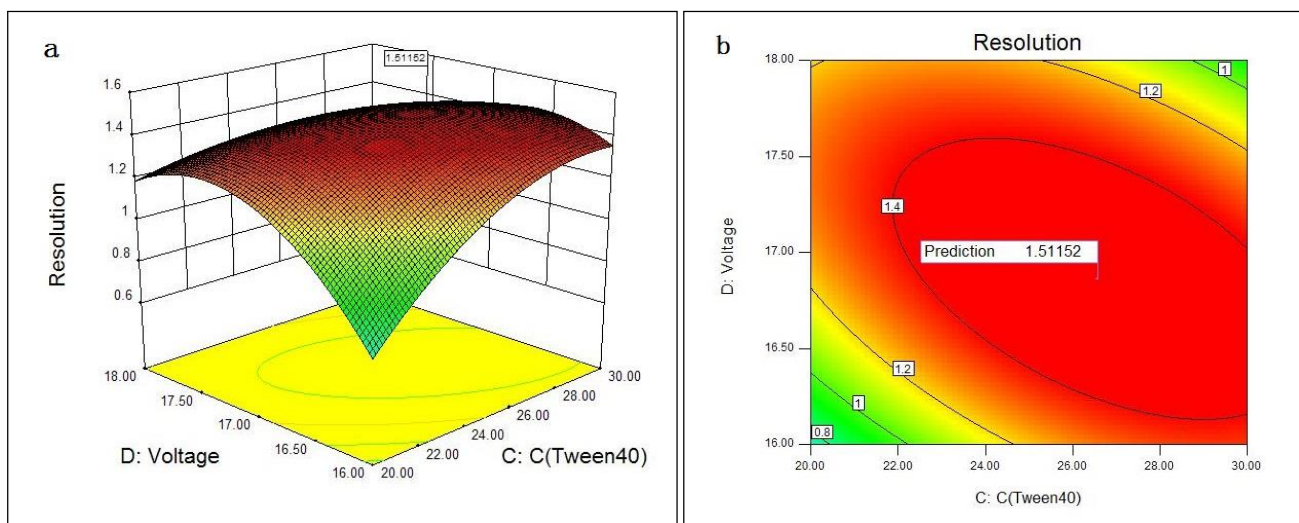 a
1.51152
1.6
1.4
1.2
1
0.8
0.6
Resolution
18.00
17.50
17.00
16.50
16.00
20.00
22.00
24.00
26.00
28.00
30.00
D: Voltage
C: C(Tween40)
b
Resolution
18.00
17.50
17.00
16.50
16.00
D: Voltage
1
1.2
1.4
Prediction 1.51152
1.2
1
0.8
20.00 22.00 24.00 26.00 28.00 30.00
C: C(Tween40)